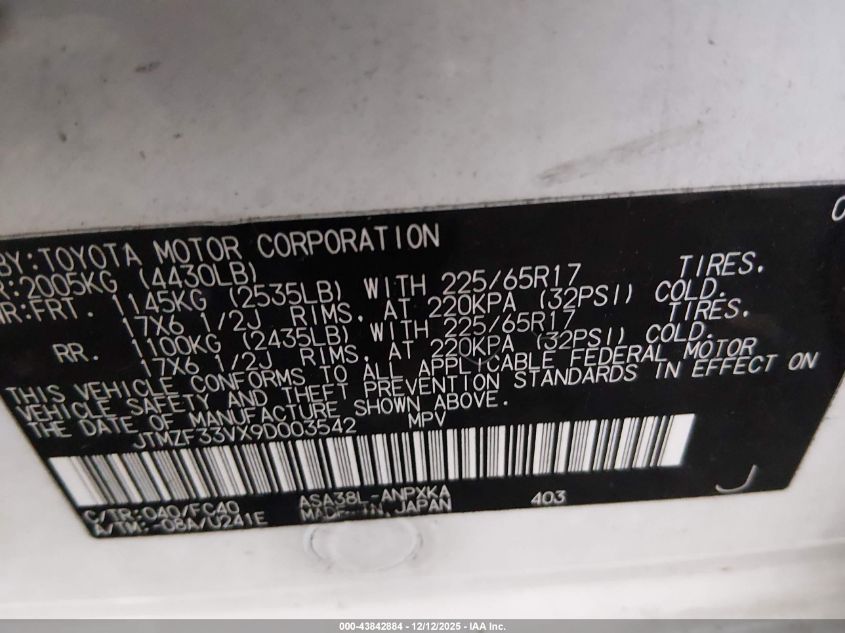 BY:TOYOTA MOTOR CORPORATION
R:2005KG (4430LB)
R:FRT. 1145KG (2535LB) WITH 225/65R17 TIRES.
17X6 1/2J RIMS, AT 220KPA (32PSI) COLD.
RR. 1100KG (2435LB) WITH 225/65R17 TIRES.
17X6 1/2J RIMS, AT 220KPA (32PSI) COLD.
THIS VEHICLE CONFORMS TO ALL APPLICABLE FEDERAL MOTOR
VEHICLE SAFETY AND THEFT PREVENTION STANDARDS IN EFFECT ON
THE DATE OF MANUFACTURE SHOWN ABOVE.
JTMZF33VX9D003542 MPV
C/TR:040/FC40 ASA38L-ANPXKA 403
A/TM:-08A/U241E MADE IN JAPAN
J
000-43842884 - 12/12/2025 - IAA Inc.